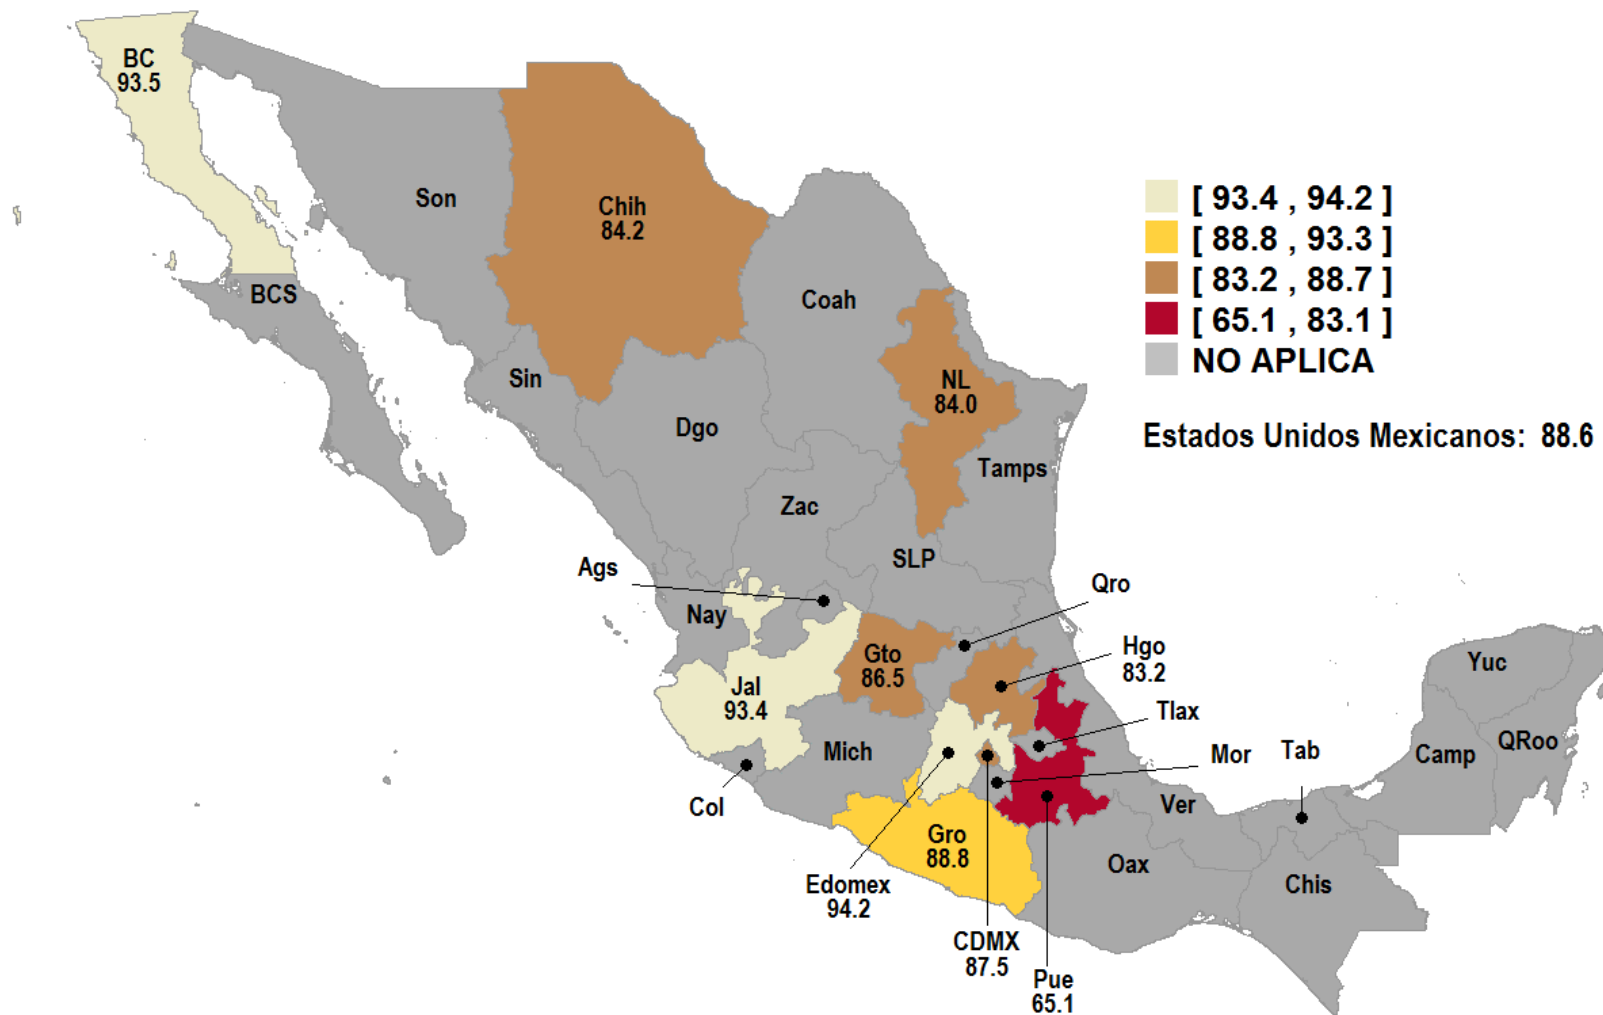 BC
93.5
Son
Chih
84.2
BCS
Coah
Sin
NL
84.0
Dgo
Tamps
Zac
SLP
Ags
Nay
Qro
Gto
86.5
Hgo
83.2
Jal
93.4
Tlax
Mich
Mor
Tab
Col
Ver
Yuc
QRoo
Camp
Gro
88.8
Oax
Chis
Edomex
94.2
CDMX
87.5
Pue
65.1
[ 93.4 , 94.2 ]
[ 88.8 , 93.3 ]
[ 83.2 , 88.7 ]
[ 65.1 , 83.1 ]
NO APLICA
Estados Unidos Mexicanos: 88.6